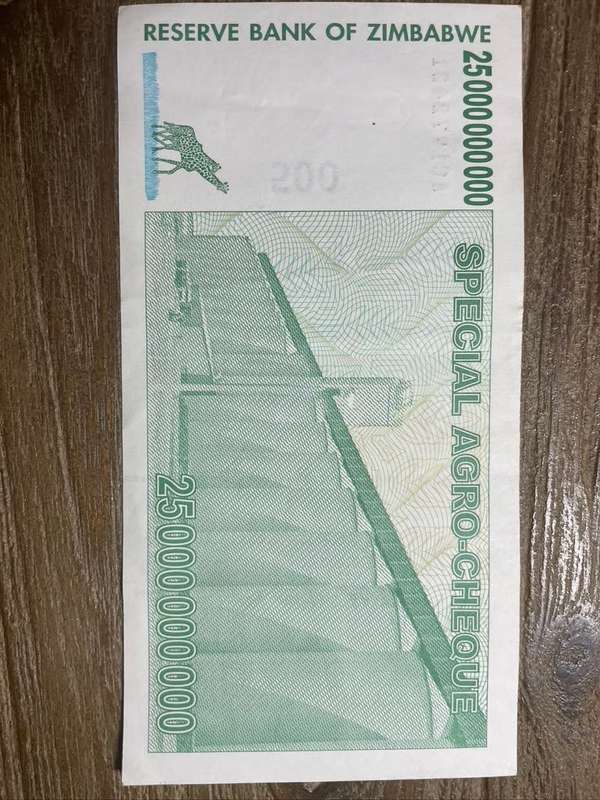 RESERVE BANK OF ZIMBABWE
25000000000
SPECIAL AGRO-CHEQUE
25000000000